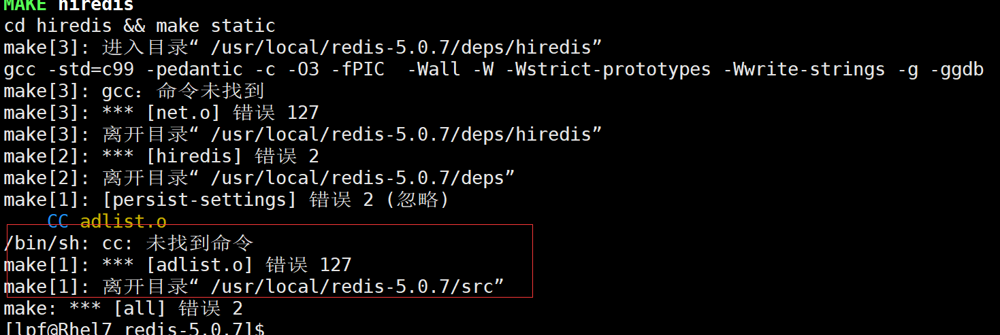 MAKE hiredis
cd hiredis && make static
make[3]: 进入目录“ /usr/local/redis-5.0.7/deps/hiredis”
gcc -std=c99 -pedantic -c -O3 -fPIC  -Wall -W -Wstrict-prototypes -Wwrite-strings -g -ggdb
make[3]: gcc：命令未找到
make[3]: *** [net.o] 错误 127
make[3]: 离开目录“ /usr/local/redis-5.0.7/deps/hiredis”
make[2]: *** [hiredis] 错误 2
make[2]: 离开目录“ /usr/local/redis-5.0.7/deps”
make[1]: [persist-settings] 错误 2 (忽略)
    CC adlist.o
/bin/sh: cc: 未找到命令
make[1]: *** [adlist.o] 错误 127
make[1]: 离开目录“ /usr/local/redis-5.0.7/src”
make: *** [all] 错误 2
[lpf@Rhel7 redis-5.0.7]$